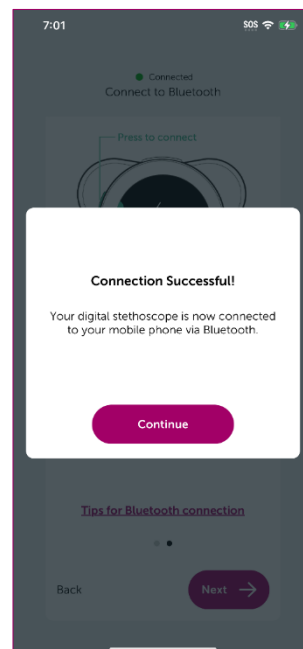 7:01
SOS
Connected
Connect to Bluetooth
Press to connect
Connection Successful!
Your digital stethoscope is now connected
to your mobile phone via Bluetooth.
Continue
Tips for Bluetooth connection
Back
Next